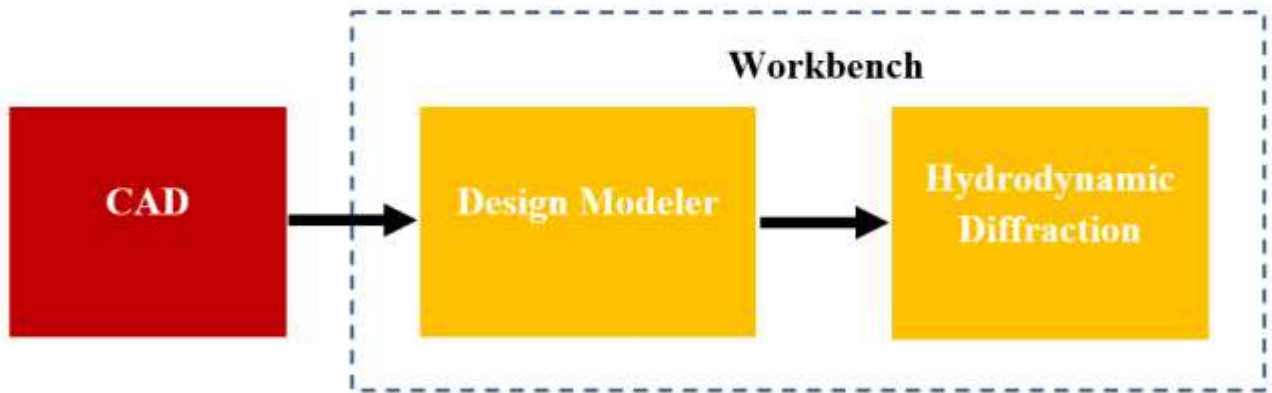 Workbench
CAD
Design Modeler
Hydrodynamic
Diffraction